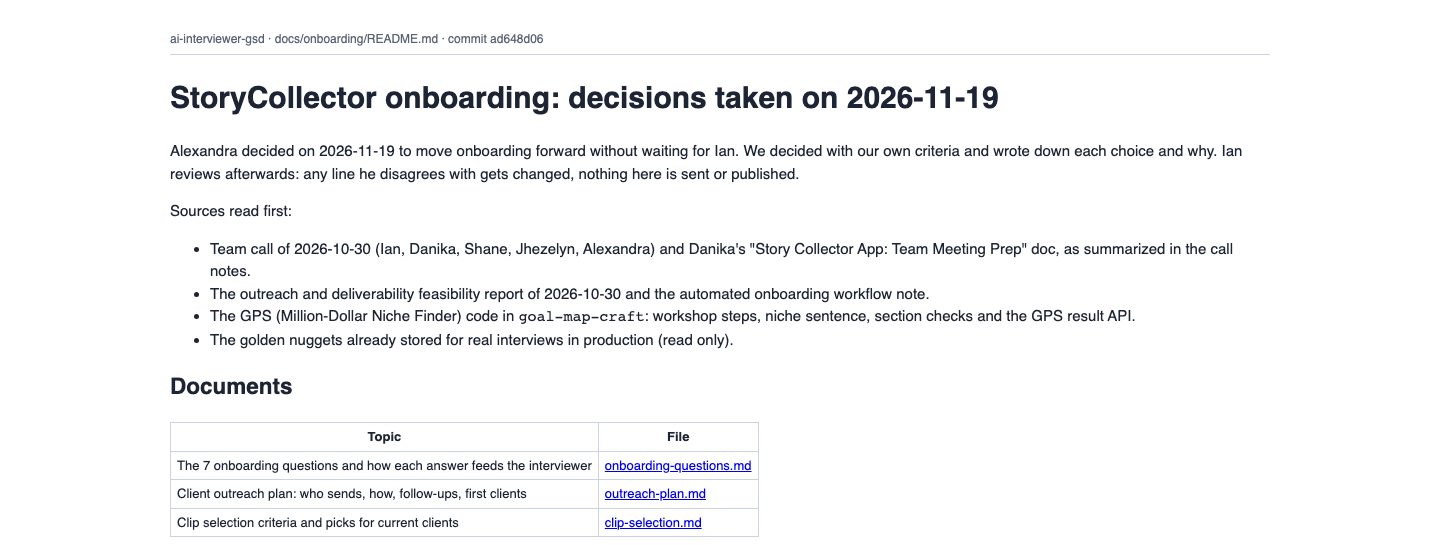 ai-interviewer-gsd · docs/onboarding/README.md · commit ad648d06
StoryCollector onboarding: decisions taken on 2026-11-19
Alexandra decided on 2026-11-19 to move onboarding forward without waiting for Ian. We decided with our own criteria and wrote down each choice and why. Ian
reviews afterwards: any line he disagrees with gets changed, nothing here is sent or published.
Sources read first:
• Team call of 2026-10-30 (Ian, Danika, Shane, Jhezelyn, Alexandra) and Danika's "Story Collector App: Team Meeting Prep" doc, as summarized in the call
notes.
• The outreach and deliverability feasibility report of 2026-10-30 and the automated onboarding workflow note.
• The GPS (Million-Dollar Niche Finder) code in goal-map-craft: workshop steps, niche sentence, section checks and the GPS result API.
• The golden nuggets already stored for real interviews in production (read only).
Documents
Topic File
The 7 onboarding questions and how each answer feeds the interviewer onboarding-questions.md
Client outreach plan: who sends, how, follow-ups, first clients outreach-plan.md
Clip selection criteria and picks for current clients clip-selection.md